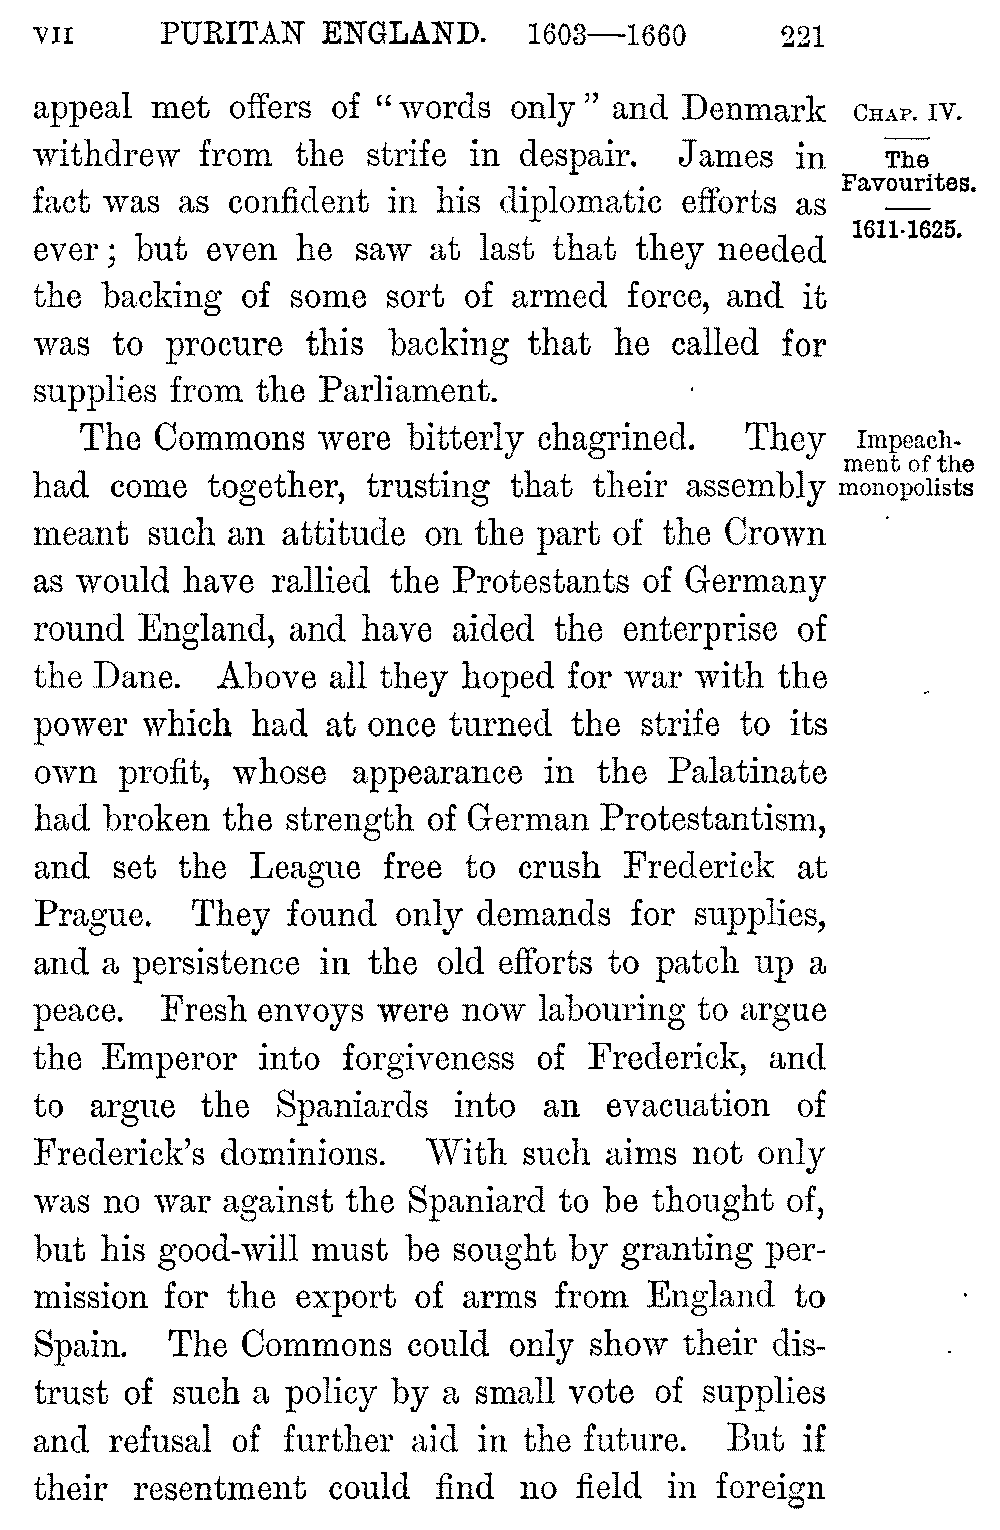 VII PURITAN ENGLAND. 1603—1660 221
appeal met offers of “words only” and Denmark
withdrew from the strife in despair. James in
fact was as confident in his diplomatic efforts as
ever; but even he saw at last that they needed
the backing of some sort of armed force, and it
was to procure this backing that he called for
supplies from the Parliament.
CHAP. IV.
The
Favourites.
1611-1625.
The Commons were bitterly chagrined. They
had come together, trusting that their assembly
meant such an attitude on the part of the Crown
as would have rallied the Protestants of Germany
round England, and have aided the enterprise of
the Dane. Above all they hoped for war with the
power which had at once turned the strife to its
own profit, whose appearance in the Palatinate
had broken the strength of German Protestantism,
and set the League free to crush Frederick at
Prague. They found only demands for supplies,
and a persistence in the old efforts to patch up a
peace. Fresh envoys were now labouring to argue
the Emperor into forgiveness of Frederick, and
to argue the Spaniards into an evacuation of
Frederick’s dominions. With such aims not only
was no war against the Spaniard to be thought of,
but his good-will must be sought by granting per-
mission for the export of arms from England to
Spain. The Commons could only show their dis-
trust of such a policy by a small vote of supplies
and refusal of further aid in the future. But if
their resentment could find no field in foreign
Impeach-
ment of the
monopolists